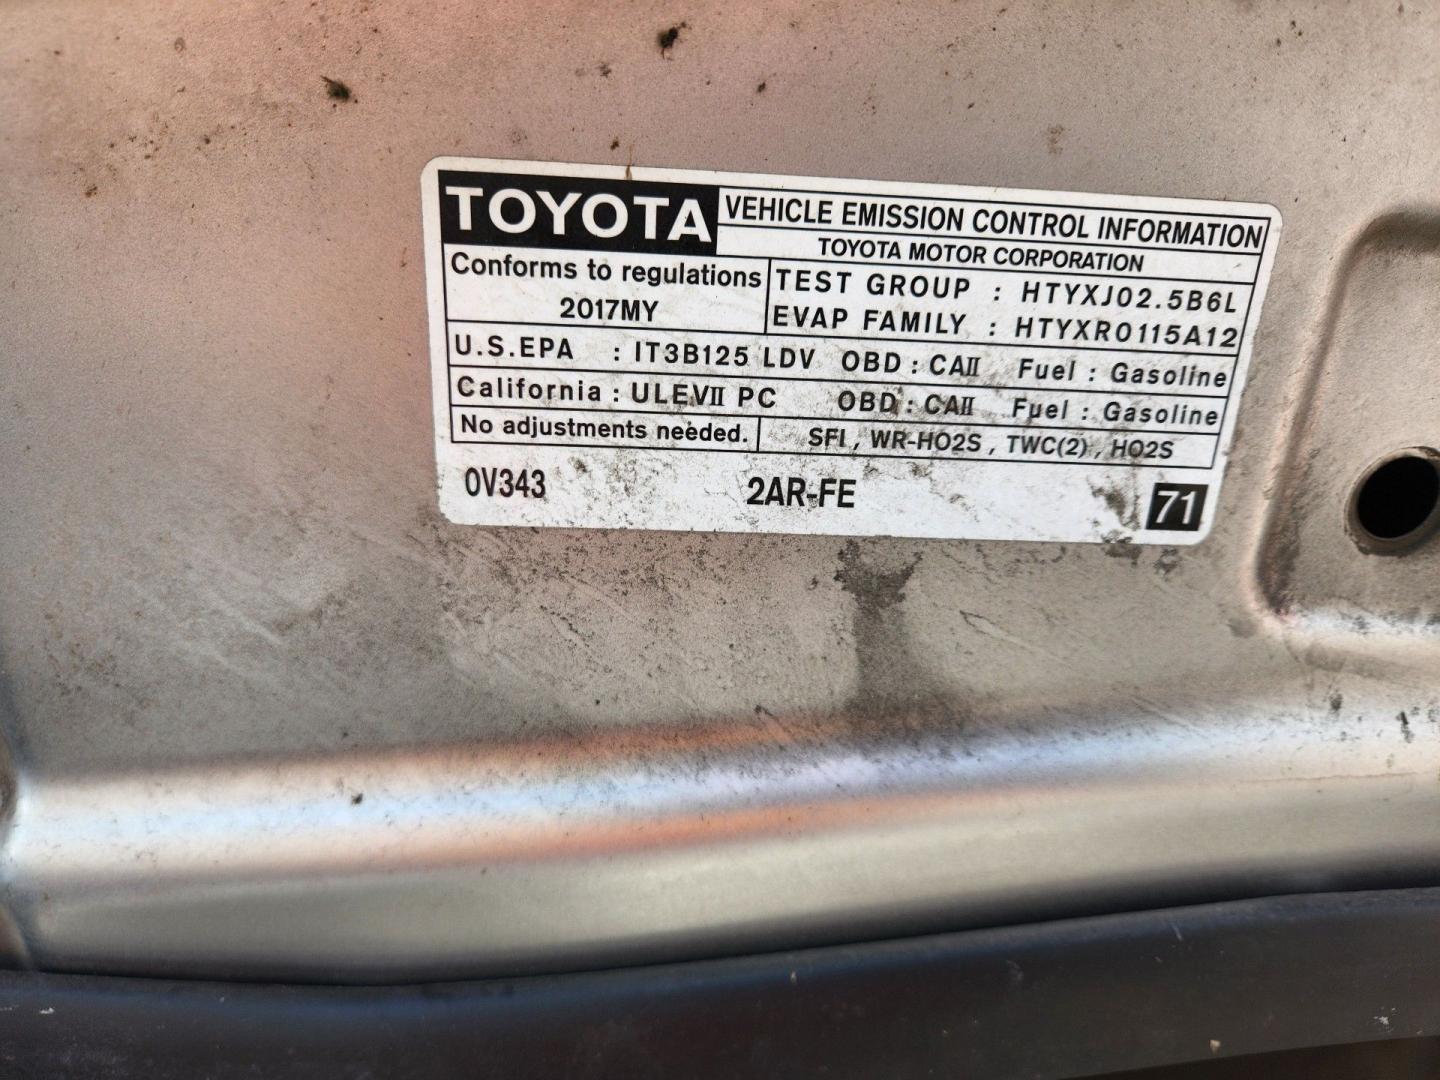 TOYOTA VEHICLE EMISSION CONTROL INFORMATION
TOYOTA MOTOR CORPORATION
Conforms to regulations
2017MY
TEST GROUP : HTYXJ02.5B6L
EVAP FAMILY : HTYXR0115A12
U.S.EPA : IT3B125 LDV OBD : CAⅡ Fuel : Gasoline
California : ULEVⅡ PC OBD : CAⅡ Fuel : Gasoline
No adjustments needed. SFI , WR-HO2S , TWC(2) , HO2S
0V343 2AR-FE 71